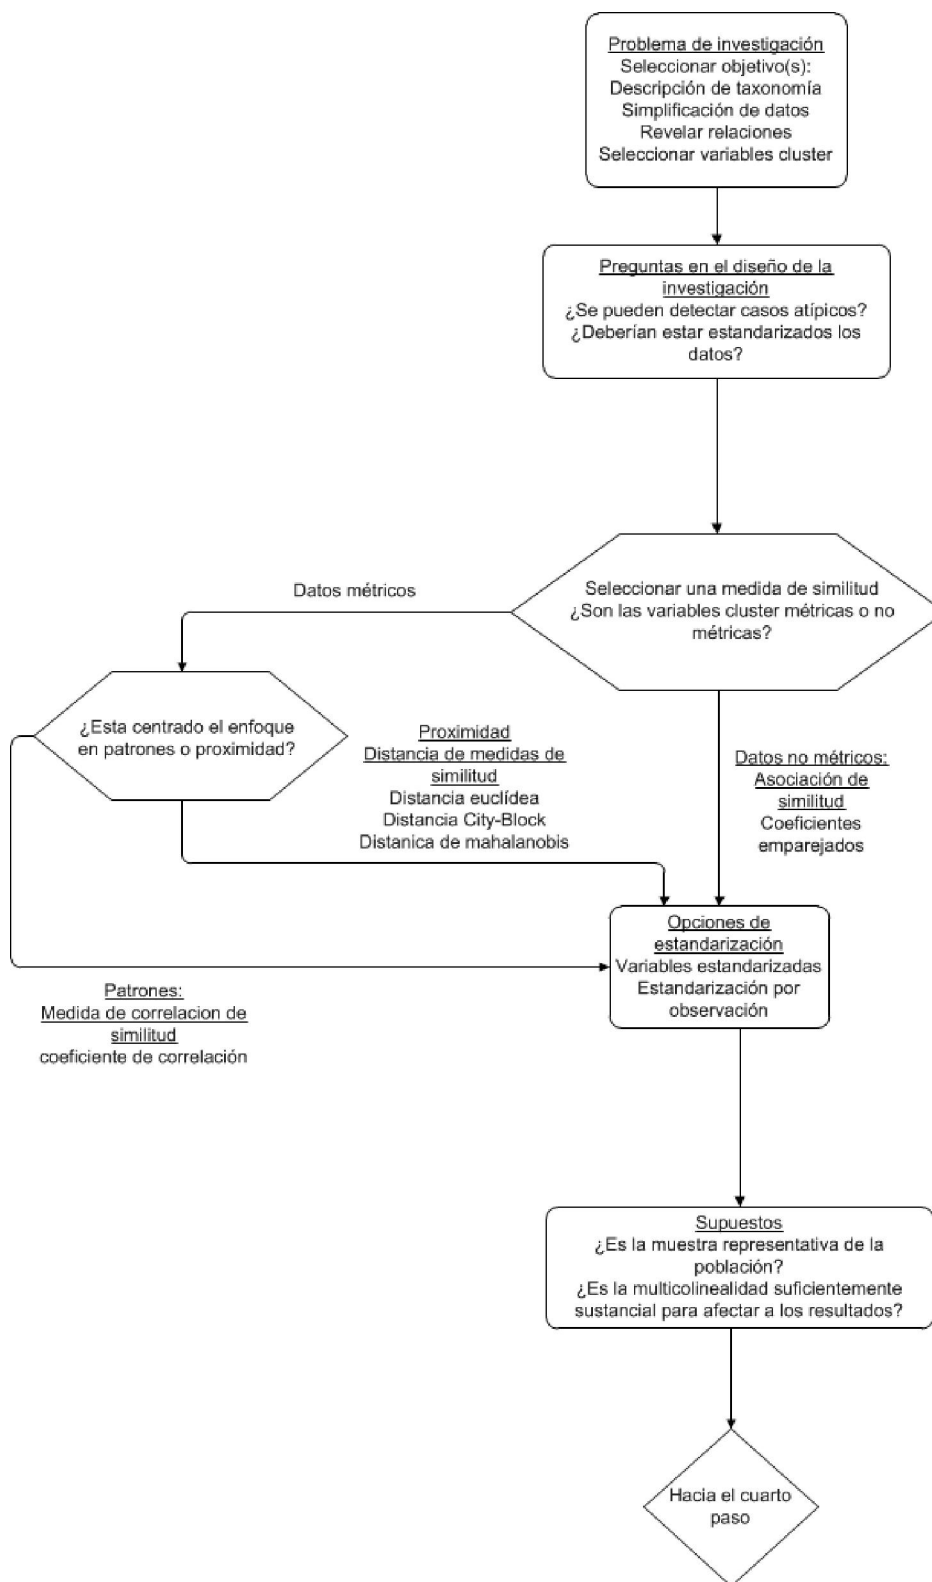 Problema de investigación
Seleccionar objetivo(s):
Descripción de taxonomía
Simplificación de datos
Revelar relaciones
Seleccionar variables cluster
Preguntas en el diseño de la
investigación
¿Se pueden detectar casos atípicos?
¿Deberían estar estandarizados los
datos?
Seleccionar una medida de similitud
¿Son las variables cluster métricas o no
métricas?
Datos métricos
¿Esta centrado el enfoque
en patrones o proximidad?
Proximidad
Distancia de medidas de
similitud
Distancia euclídea
Distancia City-Block
Distanica de mahalanobis
Datos no métricos:
Asociación de
similitud
Coeficientes
emparejados
Opciones de
estandarización
Variables estandarizadas
Estandarización por
observación
Patrones:
Medida de correlacion de
similitud
coeficiente de correlación
Supuestos
¿Es la muestra representativa de la
población?
¿Es la multicolinealidad suficientemente
sustancial para afectar a los resultados?
Hacia el cuarto
paso